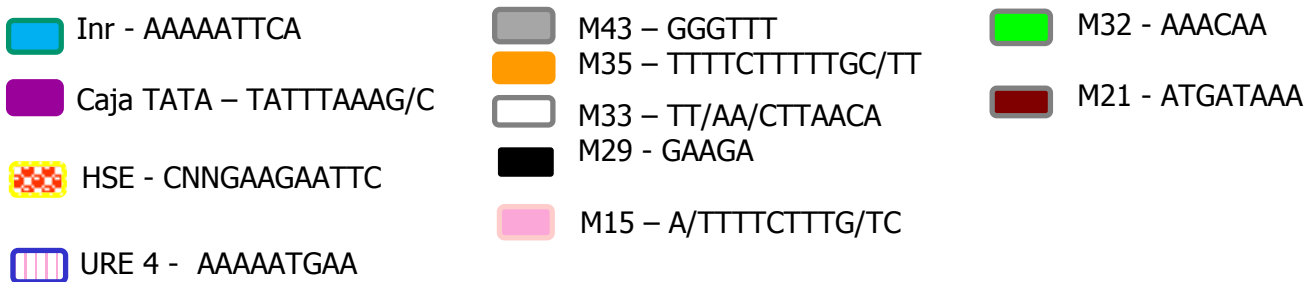 Inr - AAAAATTCA
Caja TATA – TATTTAAAG/C
HSE - CNNGAAGAATTC
URE 4 - AAAAATGAA
M43 – GGGTTT
M35 – TTTTCTTTTTGC/TT
M33 – TT/AA/CTTAACA
M29 - GAAGA
M15 – A/TTTTCTTTG/TC
M32 - AAACAA
M21 - ATGATAAA